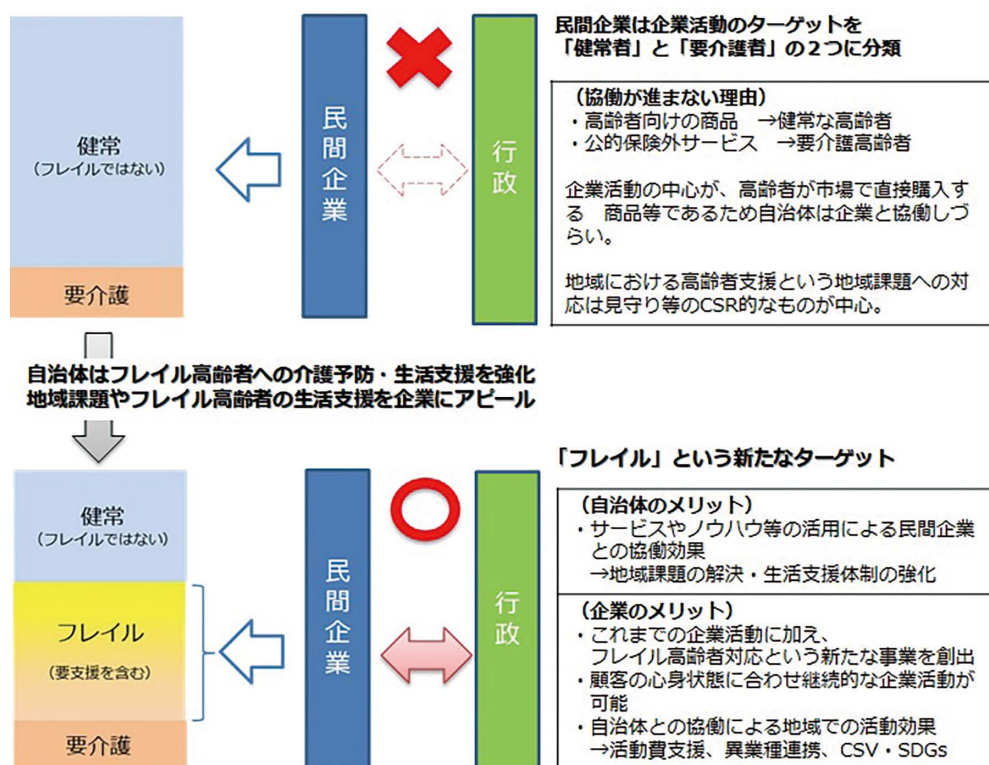 民間企業は企業活動のターゲットを
「健常者」と「要介護者」の２つに分類
健常
(フレイルではない)
要介護
民間企業
行政
（協働が進まない理由）
・高齢者向けの商品　→健常な高齢者
・公的保険外サービス　→要介護高齢者
企業活動の中心が、高齢者が市場で直接購入す
る　商品等であるため自治体は企業と協働しづ
らい。
地域における高齢者支援という地域課題への対
応は見守り等のCSR的なものが中心。
自治体はフレイル高齢者への介護予防・生活支援を強化
地域課題やフレイル高齢者の生活支援を企業にアピール
健常
(フレイルではない)
フレイル
(要支援を含む)
要介護
民間企業
行政
「フレイル」という新たなターゲット
（自治体のメリット）
・サービスやノウハウ等の活用による民間企業
との協働効果
→地域課題の解決・生活支援体制の強化
（企業のメリット）
・これまでの企業活動に加え、
フレイル高齢者対応という新たな事業を創出
・顧客の心身状態に合わせ継続的な企業活動が
可能
・自治体との協働による地域での活動効果
→活動費支援、異業種連携、CSV・SDGs